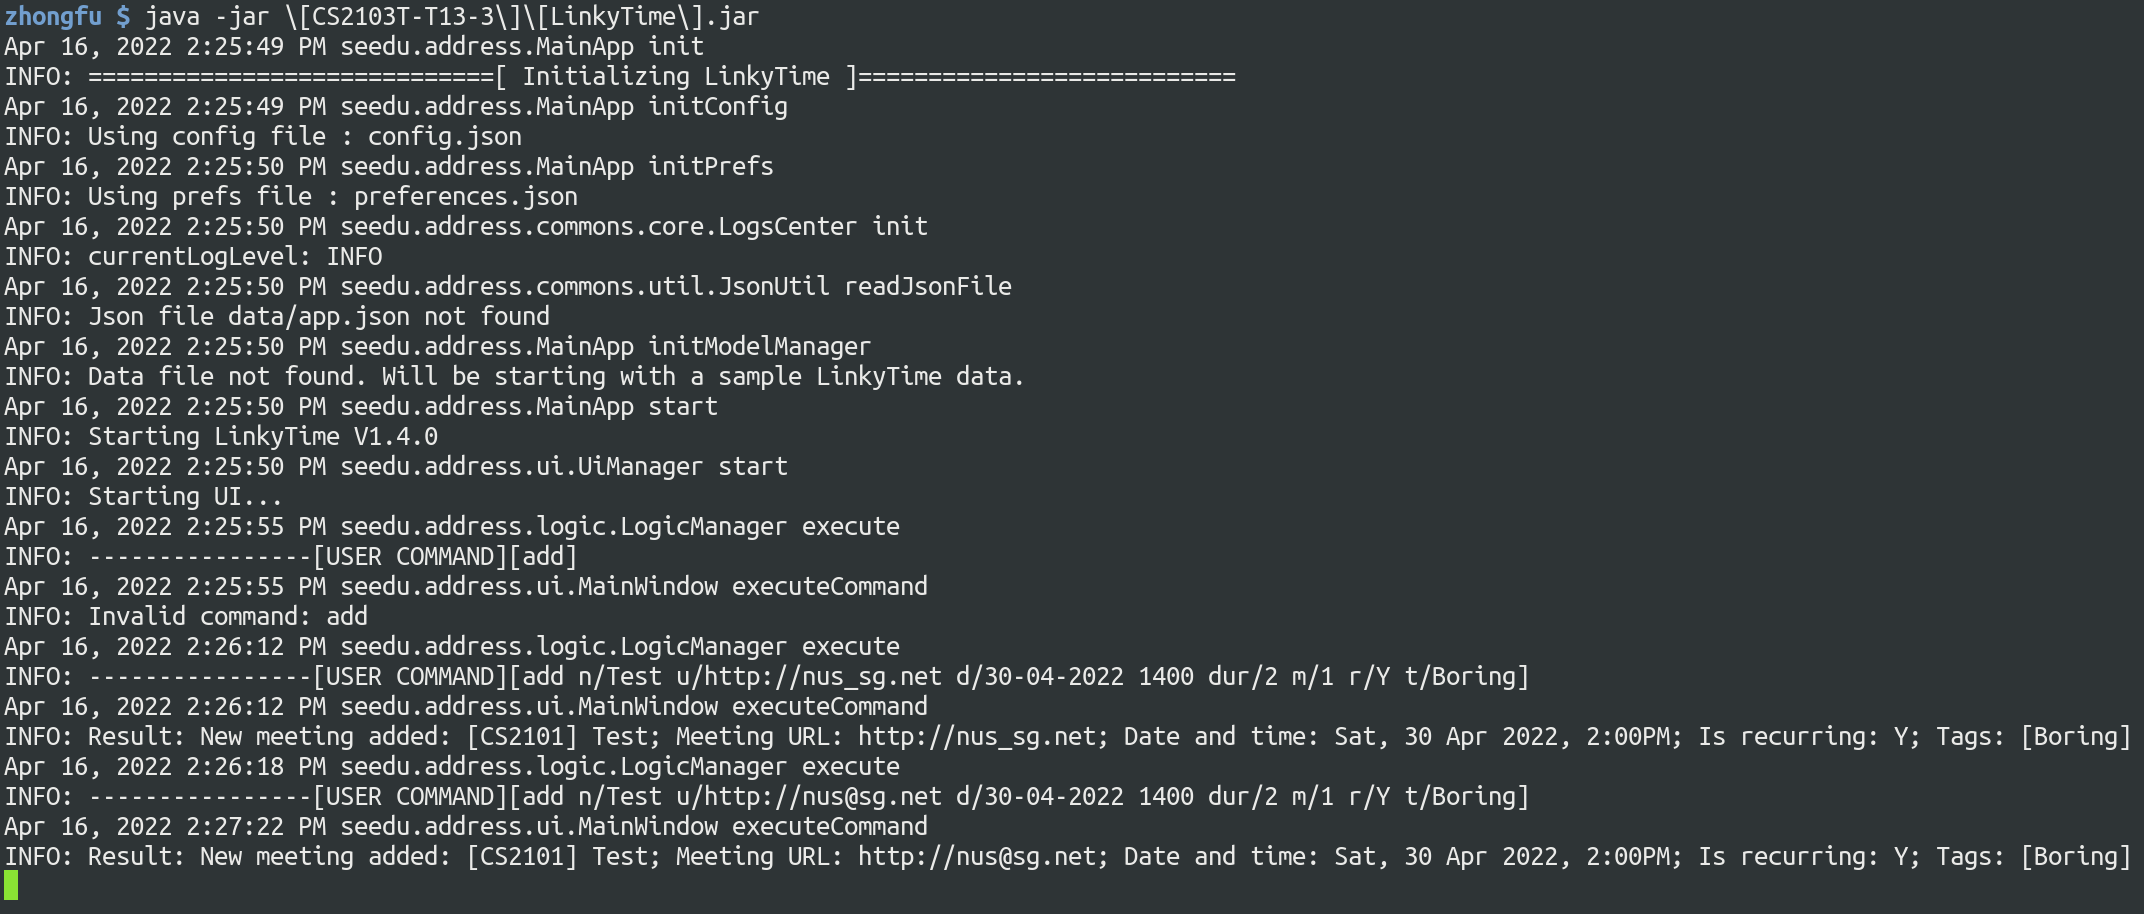 zhongfu $ java -jar \[CS2103T-T13-3\]\[LinkyTime\].jar
Apr 16, 2022 2:25:49 PM seedu.address.MainApp init
INFO: =============================[ Initializing LinkyTime ]===========================
Apr 16, 2022 2:25:49 PM seedu.address.MainApp initConfig
INFO: Using config file : config.json
Apr 16, 2022 2:25:50 PM seedu.address.MainApp initPrefs
INFO: Using prefs file : preferences.json
Apr 16, 2022 2:25:50 PM seedu.address.commons.core.LogsCenter init
INFO: currentLogLevel: INFO
Apr 16, 2022 2:25:50 PM seedu.address.commons.util.JsonUtil readJsonFile
INFO: Json file data/app.json not found
Apr 16, 2022 2:25:50 PM seedu.address.MainApp initModelManager
INFO: Data file not found. Will be starting with a sample LinkyTime data.
Apr 16, 2022 2:25:50 PM seedu.address.MainApp start
INFO: Starting LinkyTime V1.4.0
Apr 16, 2022 2:25:50 PM seedu.address.ui.UiManager start
INFO: Starting UI...
Apr 16, 2022 2:25:55 PM seedu.address.logic.LogicManager execute
INFO: ----------------[USER COMMAND][add]
Apr 16, 2022 2:25:55 PM seedu.address.ui.MainWindow executeCommand
INFO: Invalid command: add
Apr 16, 2022 2:26:12 PM seedu.address.logic.LogicManager execute
INFO: ----------------[USER COMMAND][add n/Test u/http://nus_sg.net d/30-04-2022 1400 dur/2 m/1 r/Y t/Boring]
Apr 16, 2022 2:26:12 PM seedu.address.ui.MainWindow executeCommand
INFO: Result: New meeting added: [CS2101] Test; Meeting URL: http://nus_sg.net; Date and time: Sat, 30 Apr 2022, 2:00PM; Is recurring: Y; Tags: [Boring]
Apr 16, 2022 2:26:18 PM seedu.address.logic.LogicManager execute
INFO: ----------------[USER COMMAND][add n/Test u/http://nus@sg.net d/30-04-2022 1400 dur/2 m/1 r/Y t/Boring]
Apr 16, 2022 2:27:22 PM seedu.address.ui.MainWindow executeCommand
INFO: Result: New meeting added: [CS2101] Test; Meeting URL: http://nus@sg.net; Date and time: Sat, 30 Apr 2022, 2:00PM; Is recurring: Y; Tags: [Boring]